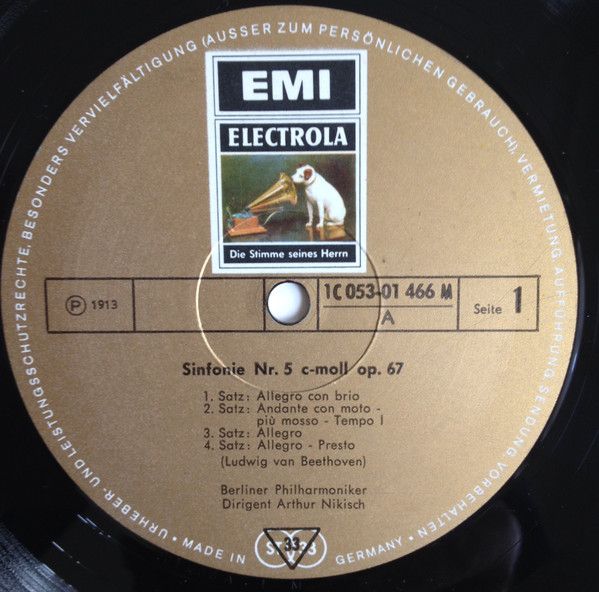 URHEBER- UND LEISTUNGSSCHUTZRECHTE, BESONDERS VERVIELFÄLTIGUNG (AUSSER ZUM PERSÖNLICHEN GEBRAUCH), VERMIETUNG, AUFFÜHRUNG, SENDUNG, VORBEHALTEN
EMI
ELECTROLA
Die Stimme seines Herrn
Ⓟ 1913
1C 053-01 466 M
A
Seite 1
Sinfonie Nr. 5 c-moll op. 67
1. Satz: Allegro con brio
2. Satz: Andante con moto -
più mosso - Tempo I
3. Satz: Allegro
4. Satz: Allegro - Presto
(Ludwig van Beethoven)
Berliner Philharmoniker
Dirigent Arthur Nikisch
• MADE IN GERMANY •
33